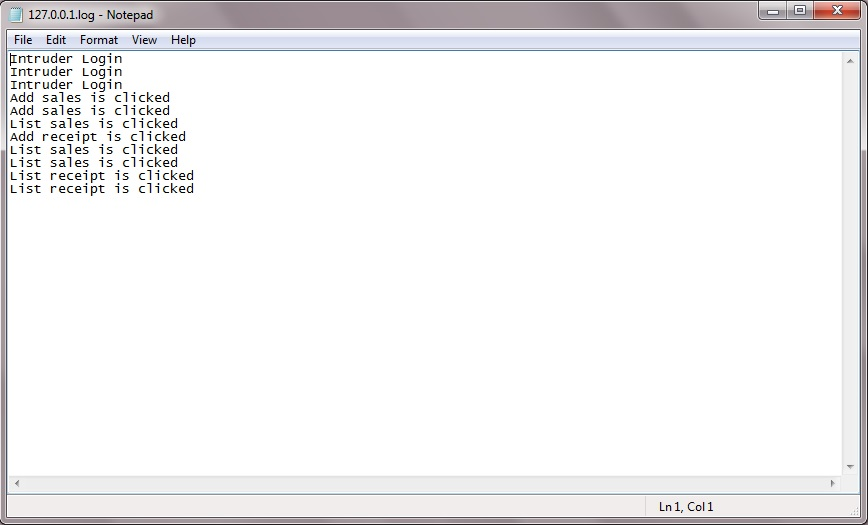 127.0.0.1.log - Notepad
File Edit Format View Help
Intruder Login
Intruder Login
Intruder Login
Add sales is clicked
Add sales is clicked
List sales is clicked
Add receipt is clicked
List sales is clicked
List sales is clicked
List receipt is clicked
List receipt is clicked
Ln 1, Col 1